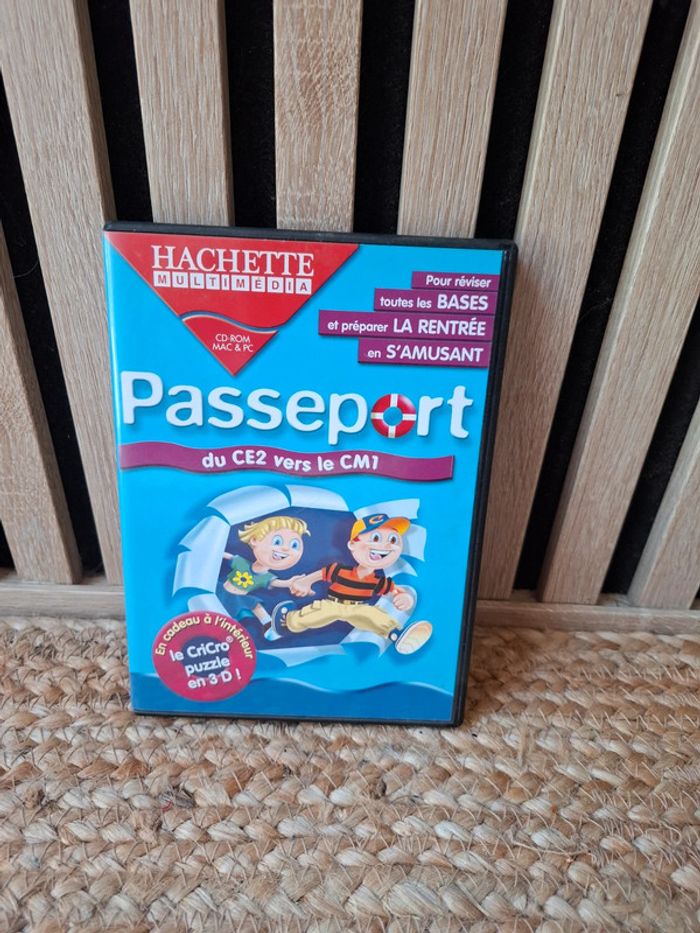 HACHETTE
MULTIMÉDIA
CD-ROM
MAC & PC
Pour réviser
toutes les BASES
et préparer LA RENTRÉE
en S'AMUSANT
Passeport
du CE2 vers le CM1
En cadeau à l'intérieur
le CriCro®
puzzle
en 3D !